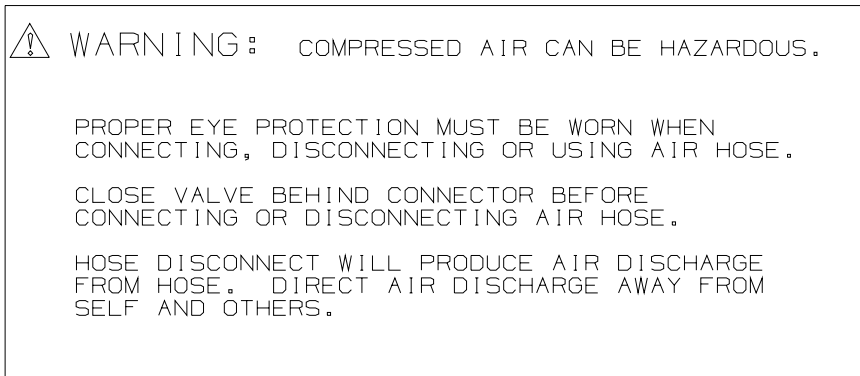 WARNING: COMPRESSED AIR CAN BE HAZARDOUS.
PROPER EYE PROTECTION MUST BE WORN WHEN
CONNECTING, DISCONNECTING OR USING AIR HOSE.
CLOSE VALVE BEHIND CONNECTOR BEFORE
CONNECTING OR DISCONNECTING AIR HOSE.
HOSE DISCONNECT WILL PRODUCE AIR DISCHARGE
FROM HOSE. DIRECT AIR DISCHARGE AWAY FROM
SELF AND OTHERS.